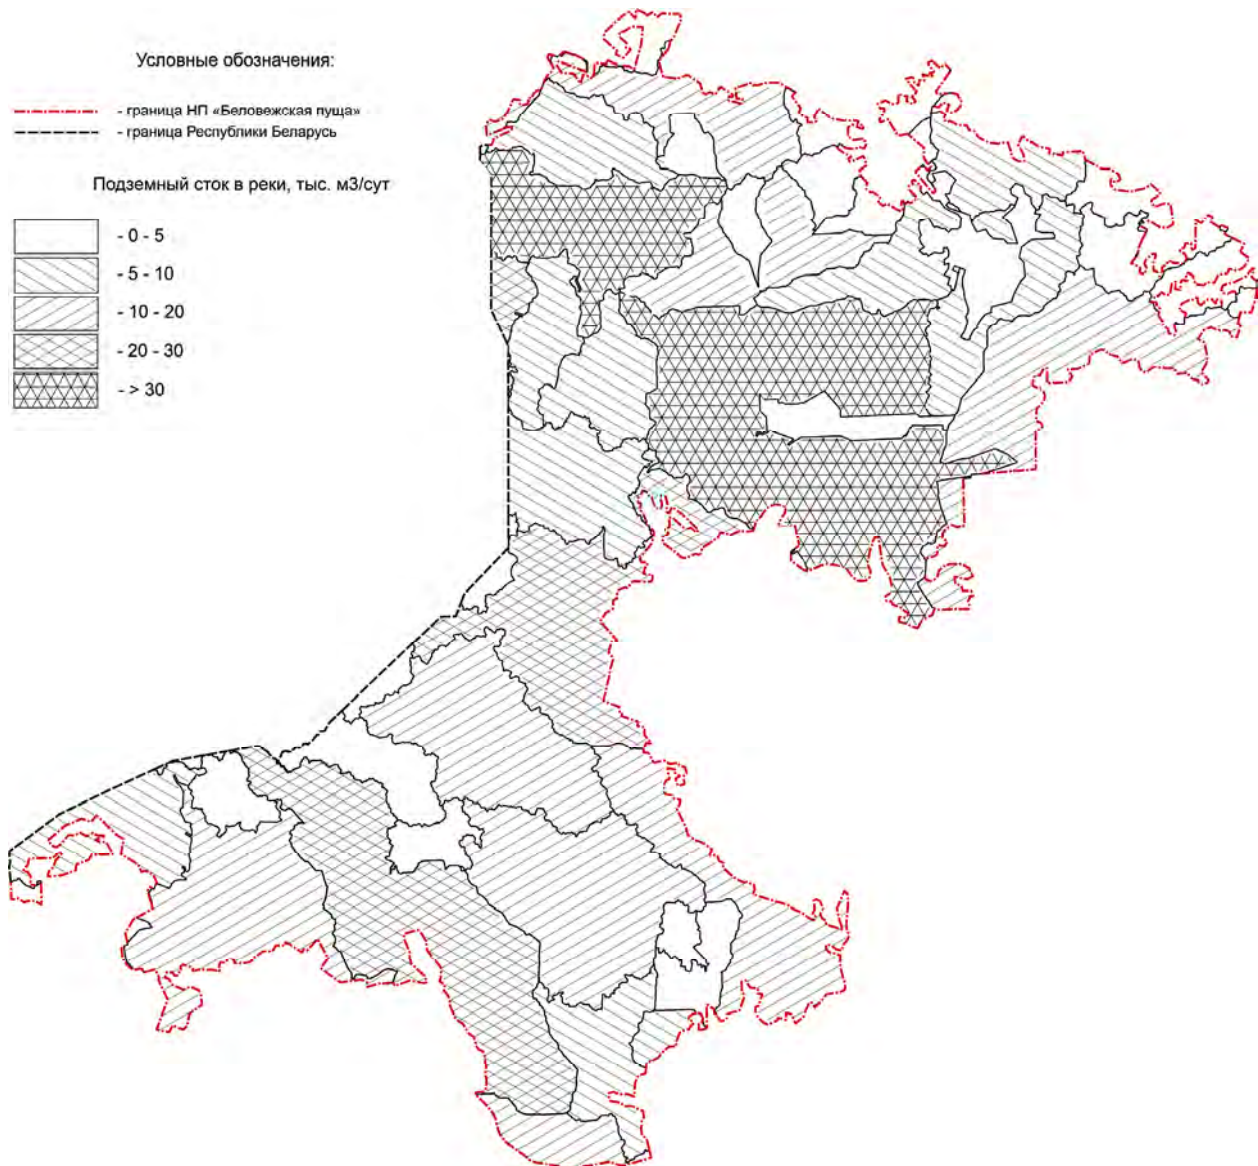 Условные обозначения:
- граница НП «Беловежская пуща»
- граница Республики Беларусь
Подземный сток в реки, тыс. м3/сут
- 0 - 5
- 5 - 10
- 10 - 20
- 20 - 30
- > 30